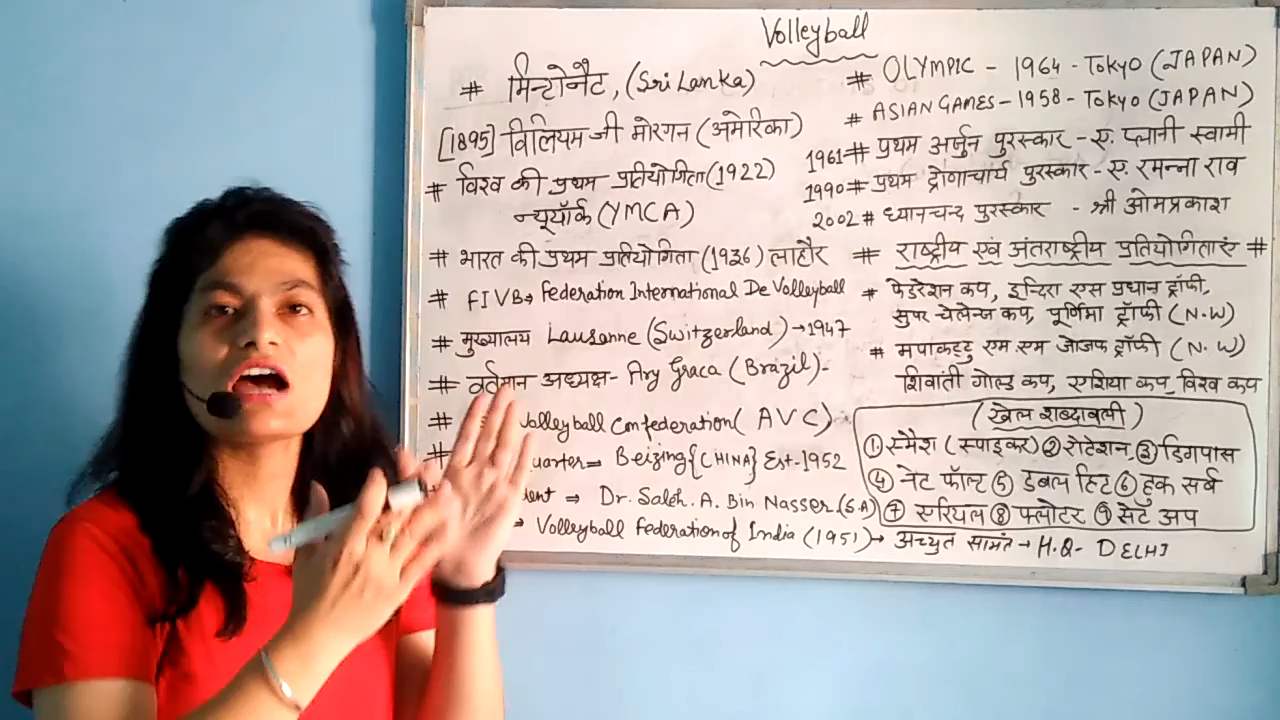 Volleyball
# मिन्टोनैट, (Sri Lanka)
[1895] विलियम जी मोरगन (अमेरिका)
# विश्व की प्रथम प्रतियोगिता (1922)
न्यूयॉर्क (YMCA)
# भारत की प्रथम प्रतियोगिता (1936) लाहौर
# FIVB → Federation International De Volleyball
# मुख्यालय Lausanne (Switzerland) → 1947
# वर्तमान अध्यक्ष - Ary Graca (Brazil) -
# Volleyball Confederation (AVC)
# uarter = Beizing {CHINA} Est. - 1952
dent ⇒ Dr. Saleh. A. Bin Nasser (S.A)
→ Volleyball Federation of India (1951) → अच्युत सामंत → H.Q - DELHI
# OLYMPIC - 1964 - Tokyo (JAPAN)
# ASIAN GAMES - 1958 - Tokyo (JAPAN)
1961 # प्रथम अर्जुन पुरस्कार - ए. प्लानी स्वामी
1990 # प्रथम द्रोणाचार्य पुरस्कार - ए. रमन्ना राव
2002 # ध्यानचन्द पुरस्कार - श्री ओमप्रकाश
# राष्ट्रीय एवं अंतराष्ट्रीय प्रतियोगिताएं #
# फेडरेशन कप, इन्दिरा एस प्रधान ट्रॉफी,
सुपर चेलेन्ज कप, पूर्णिमा ट्रॉफी (N.W)
# मपाकट्टू एम.एम जोजफ ट्रॉफी (N.W)
शिवांती गोल्ड कप, एशिया कप, विश्व कप
(खेल शब्दावली)
① स्मैश (स्पाइकर) ② रोटेशन, ③ डिगपास
④ नेट फॉल्ट ⑤ डबल हिट ⑥ हुक सर्व
⑦ एरियल ⑧ फ्लोटर ⑨ सेट अप